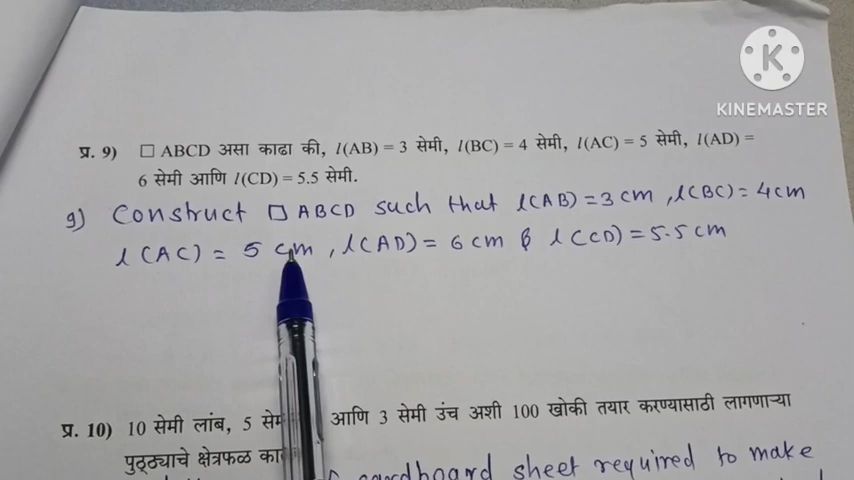 KINEMASTER
प्र. 9) □ ABCD असा काढा की, l(AB) = 3 सेमी, l(BC) = 4 सेमी, l(AC) = 5 सेमी, l(AD) =
6 सेमी आणि l(CD) = 5.5 सेमी.
9) Construct □ ABCD such that l(AB) = 3 cm, l(BC) = 4 cm
l(AC) = 5 cm, l(AD) = 6 cm & l(CD) = 5.5 cm
प्र. 10) 10 सेमी लांब, 5 आणि 3 सेमी उंच अशी 100 खोकी तयार करण्यासाठी लागणाऱ्या
पुठ्ठ्याचे क्षेत्रफळ
cardboard sheet required to make